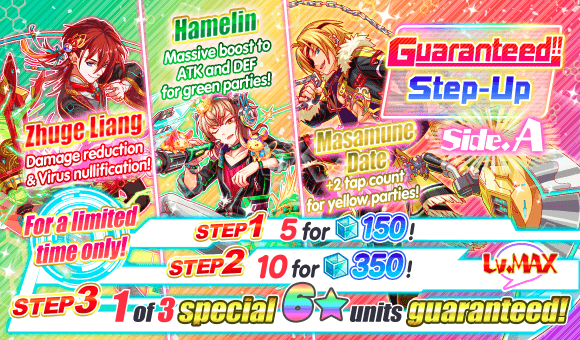 Zhuge Liang
Damage reduction
& Virus nullification!
Hamelin
Massive boost to
ATK and DEF
for green parties!
Masamune
Date
+2 tap count
for yellow parties!
Guaranteed!!
Step-Up
Side.A
For a limited
time only!
STEP1 5 for 150!
STEP2 10 for 350!
Lv.MAX
STEP3 1 of 3 special 6★ units guaranteed!